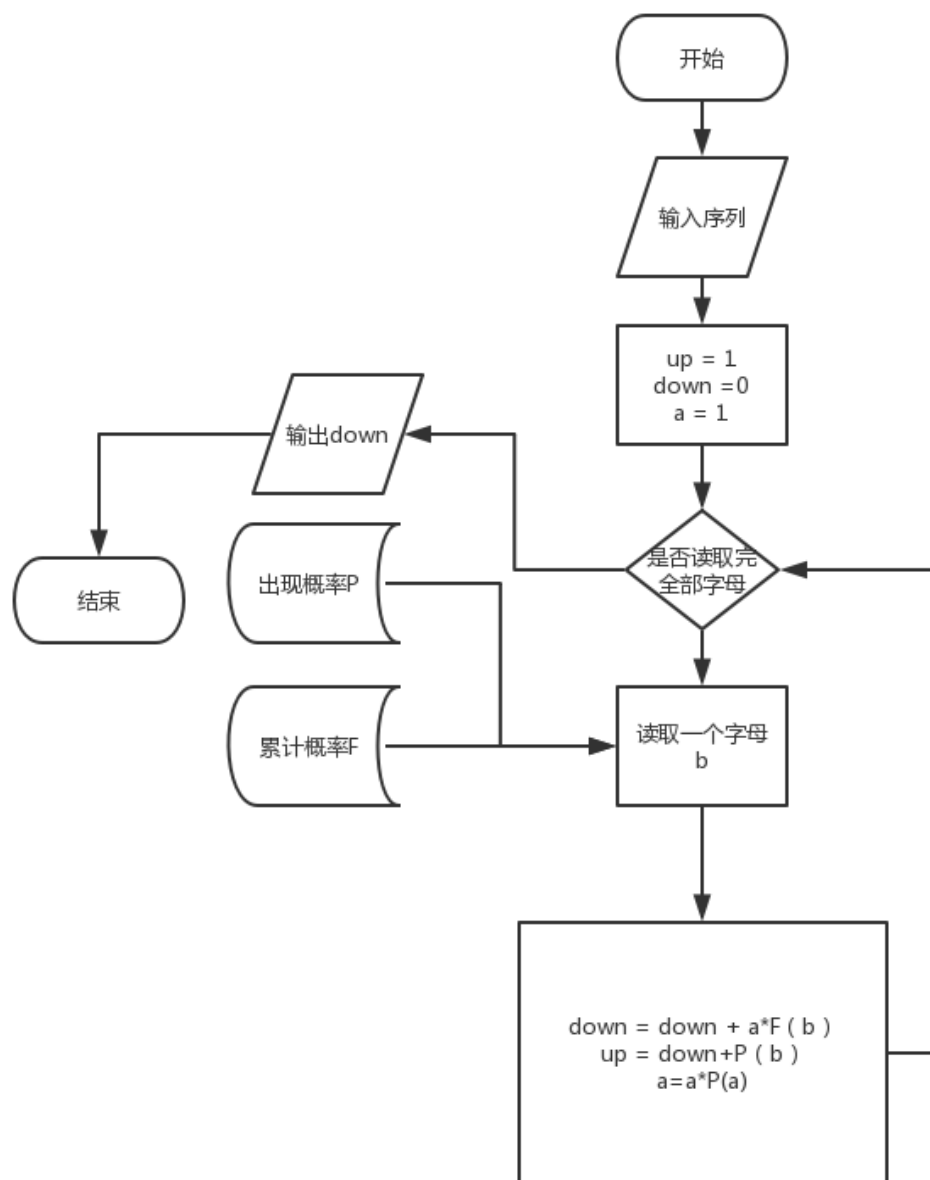 开始
输入序列
up = 1
down =0
a = 1
输出down
是否读取完
全部字母
出现概率P
结束
累计概率F
读取一个字母
b
down = down + a*F ( b )
up = down+P ( b )
a=a*P(a)